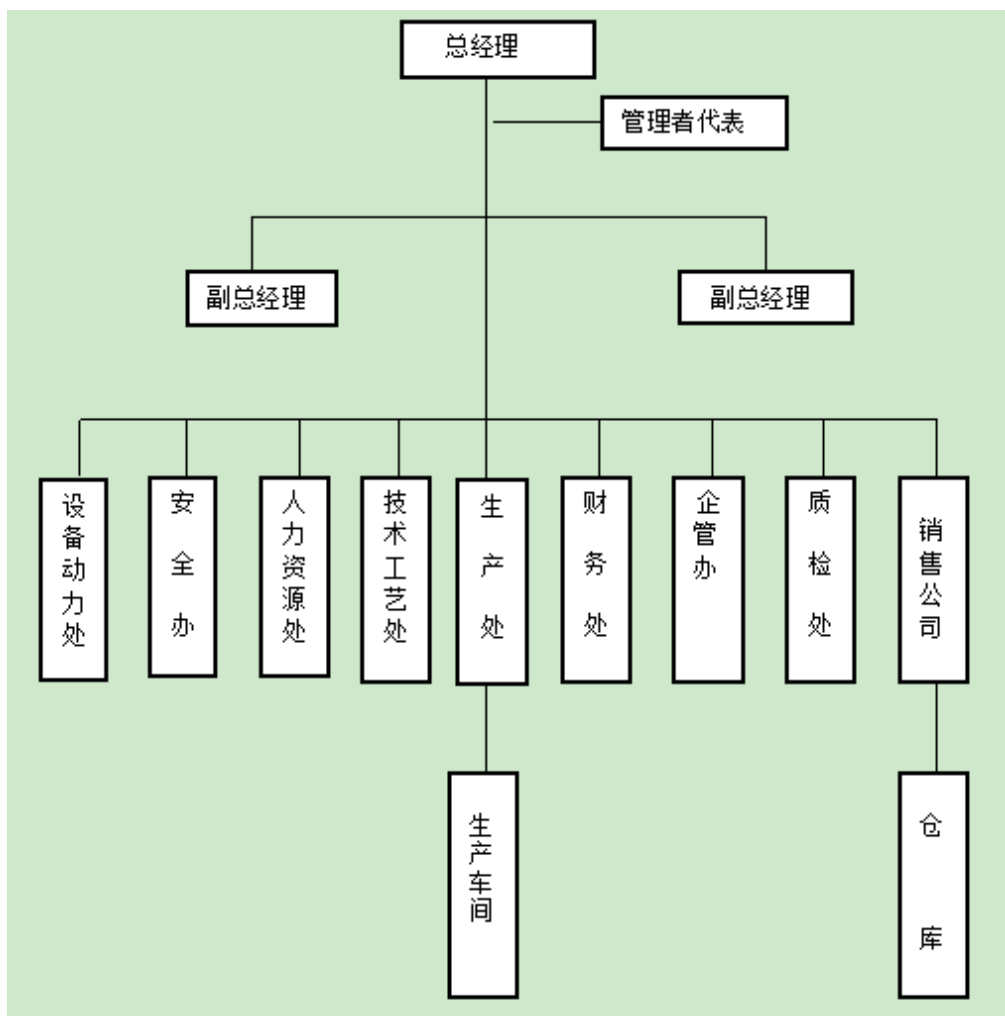 总经理
管理者代表
副总经理
副总经理
设备动力处
安全办
人力资源处
技术工艺处
生产处
财务处
企管办
质检处
销售公司
生产车间
仓库